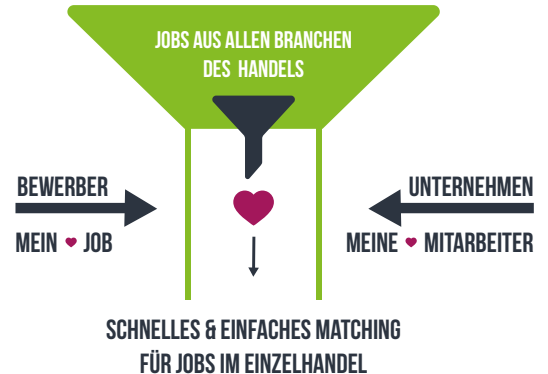 JOBS AUS ALLEN BRANCHEN
DES HANDELS
BEWERBER
MEIN ♥ JOB
UNTERNEHMEN
MEINE ♥ MITARBEITER
SCHNELLES & EINFACHES MATCHING
FÜR JOBS IM EINZELHANDEL